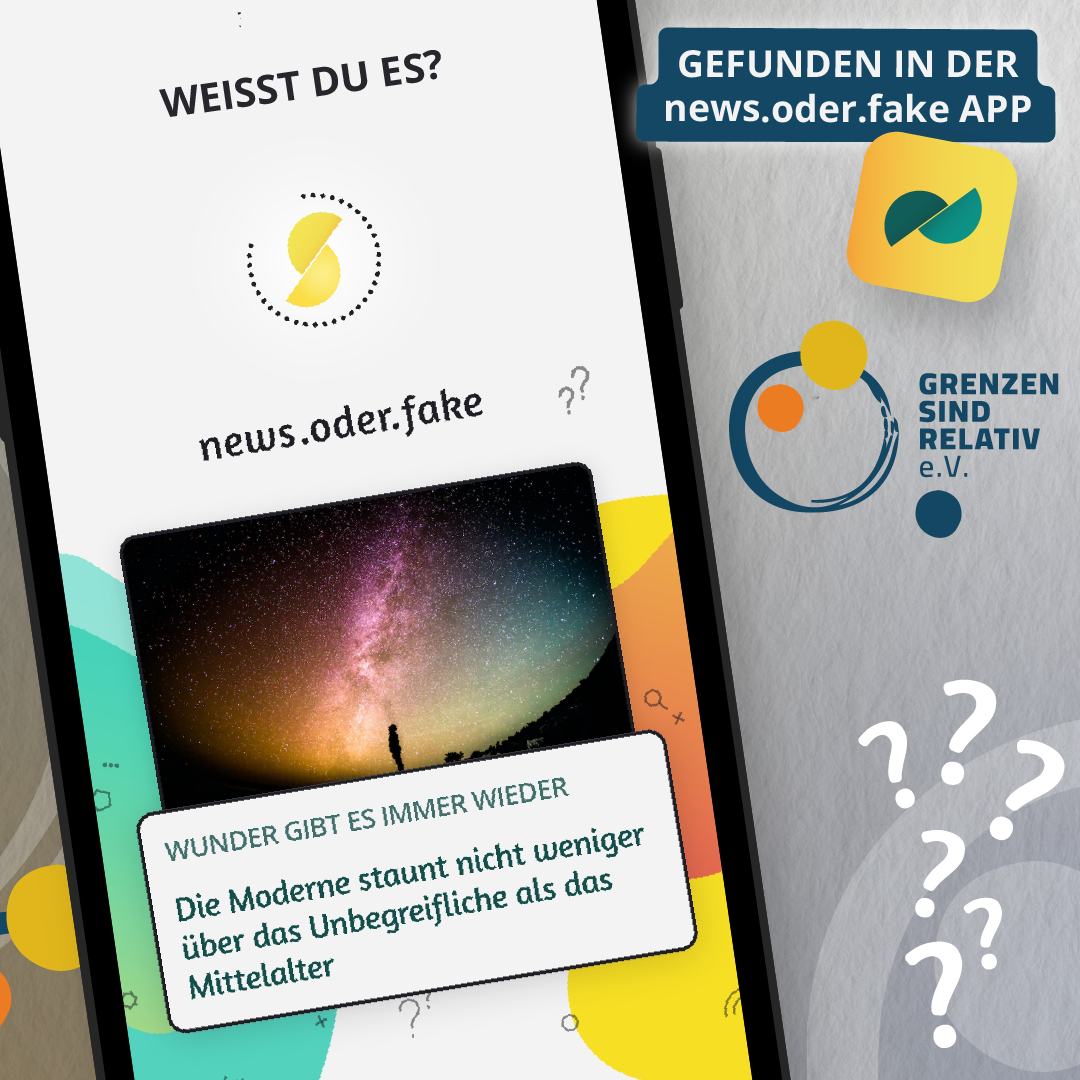 WEISST DU ES?
GEFUNDEN IN DER
news.oder.fake APP
GRENZEN
SIND
RELATIV
e.V.
news.oder.fake
WUNDER GIBT ES IMMER WIEDER
Die Moderne staunt nicht weniger
über das Unbegreifliche als das
Mittelalter